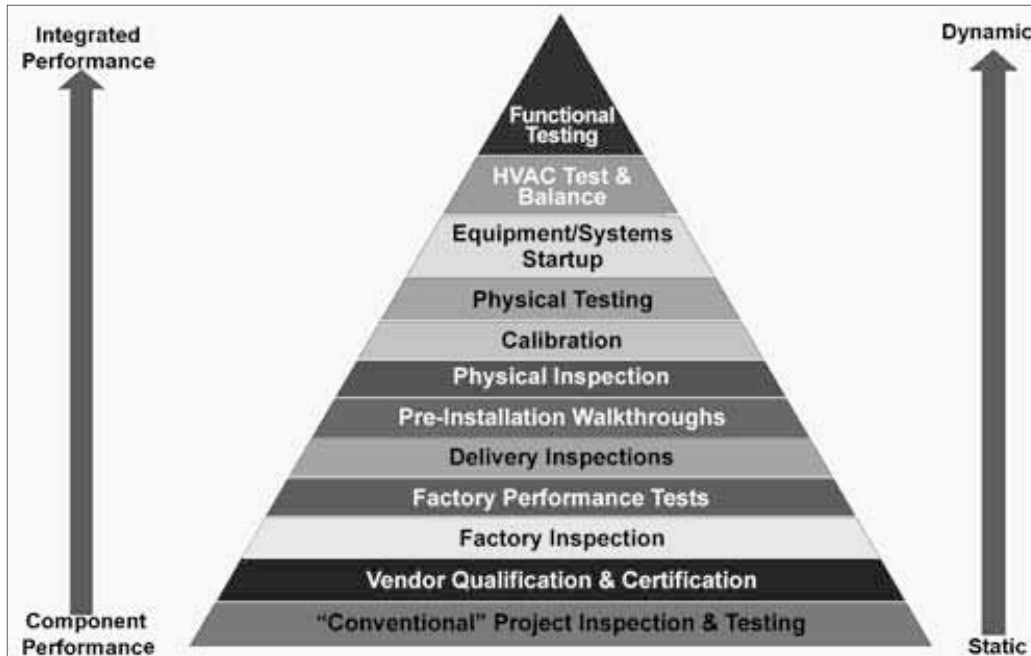 Integrated
Performance
Dynamic
Functional
Testing
HVAC Test &
Balance
Equipment/Systems
Startup
Physical Testing
Calibration
Physical Inspection
Pre-Installation Walkthroughs
Delivery Inspections
Factory Performance Tests
Factory Inspection
Vendor Qualification & Certification
“Conventional” Project Inspection & Testing
Component
Performance
Static